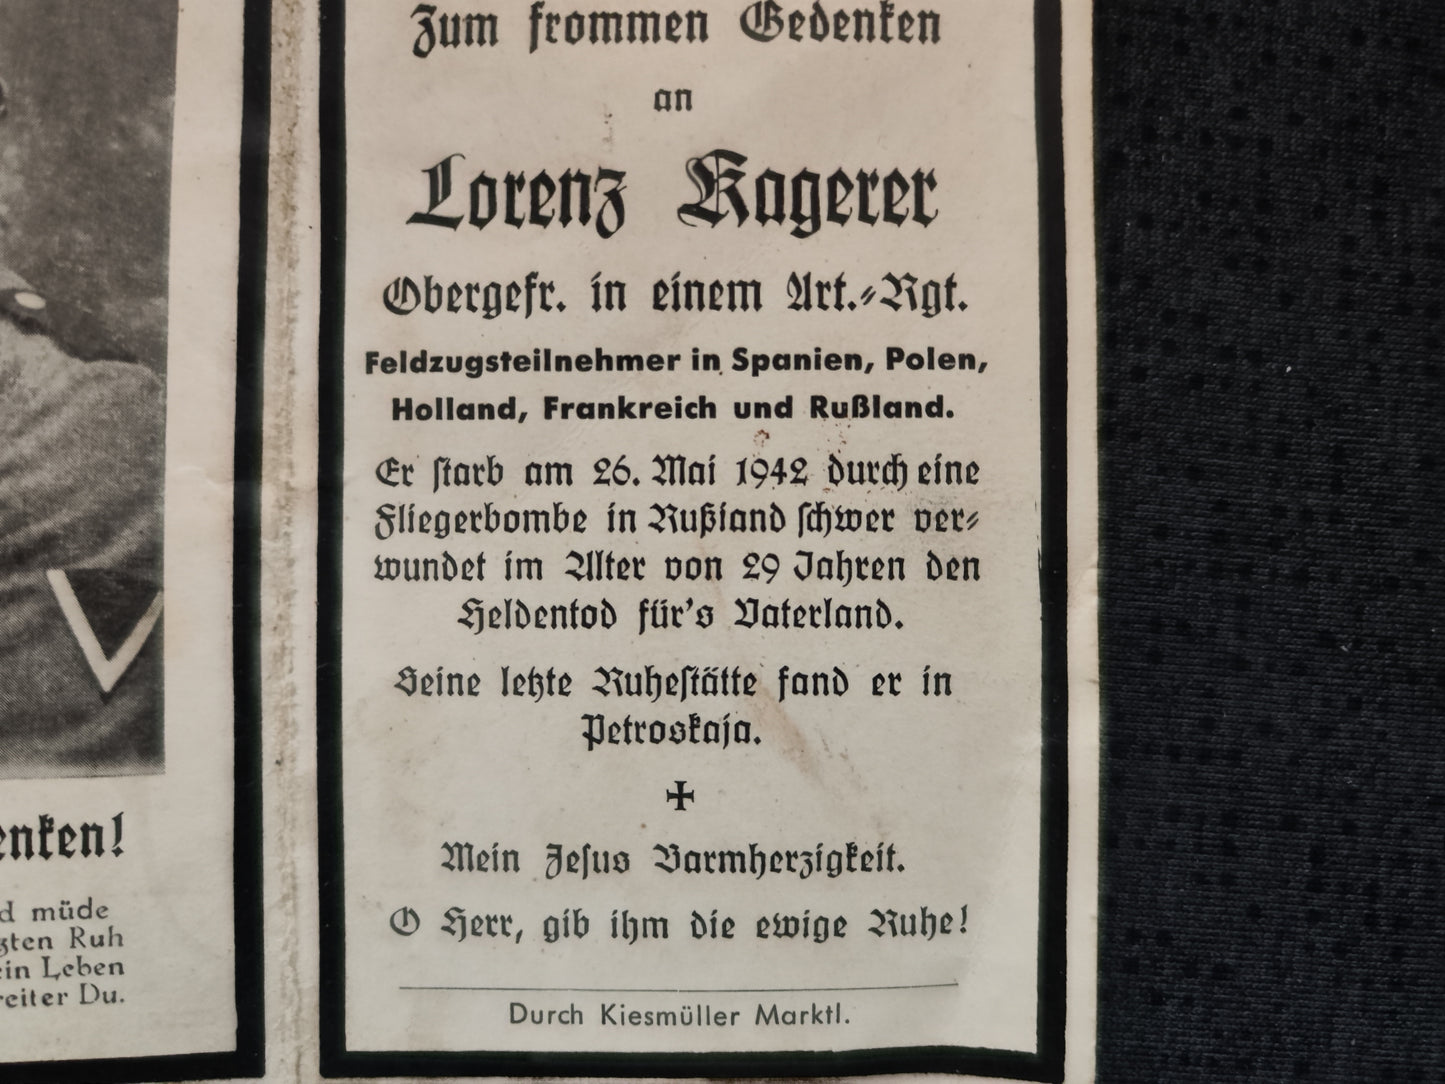 Zum frommen Gedenken
an
Lorenz Kagerer
Obergefr. in einem Art.-Rgt.
Feldzugsteilnehmer in Spanien, Polen,
Holland, Frankreich und Rußland.
Er starb am 26. Mai 1942 durch eine
Fliegerbombe in Rußland schwer ver-
wundet im Alter von 29 Jahren den
Heldentod für's Vaterland.
Seine letzte Ruhestätte fand er in
Petroskaja.
Mein Jesus Barmherzigkeit.
O Herr, gib ihm die ewige Ruhe!
Durch Kiesmüller Marktl.
müde
Ruh
Leben
Du.